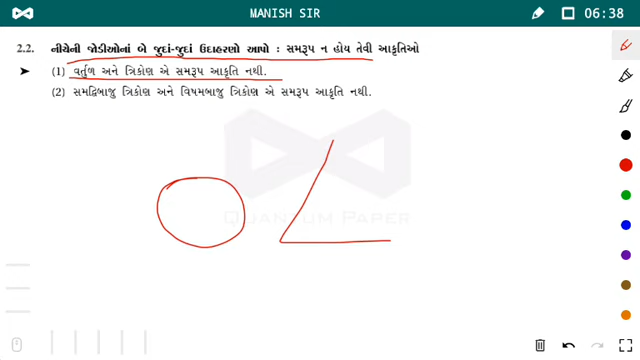 MANISH SIR
06:38
2.2. નીચેની જોડીઓનાં બે જુદાં-જુદાં ઉદાહરણો આપો : સમરૂપ ન હોય તેવી આકૃતિઓ
➤ (1) વર્તુળ અને ત્રિકોણ એ સમરૂપ આકૃતિ નથી.
(2) સમદ્વિબાજુ ત્રિકોણ અને વિષમબાજુ ત્રિકોણ એ સમરૂપ આકૃતિ નથી.
QUANTUM PAPER